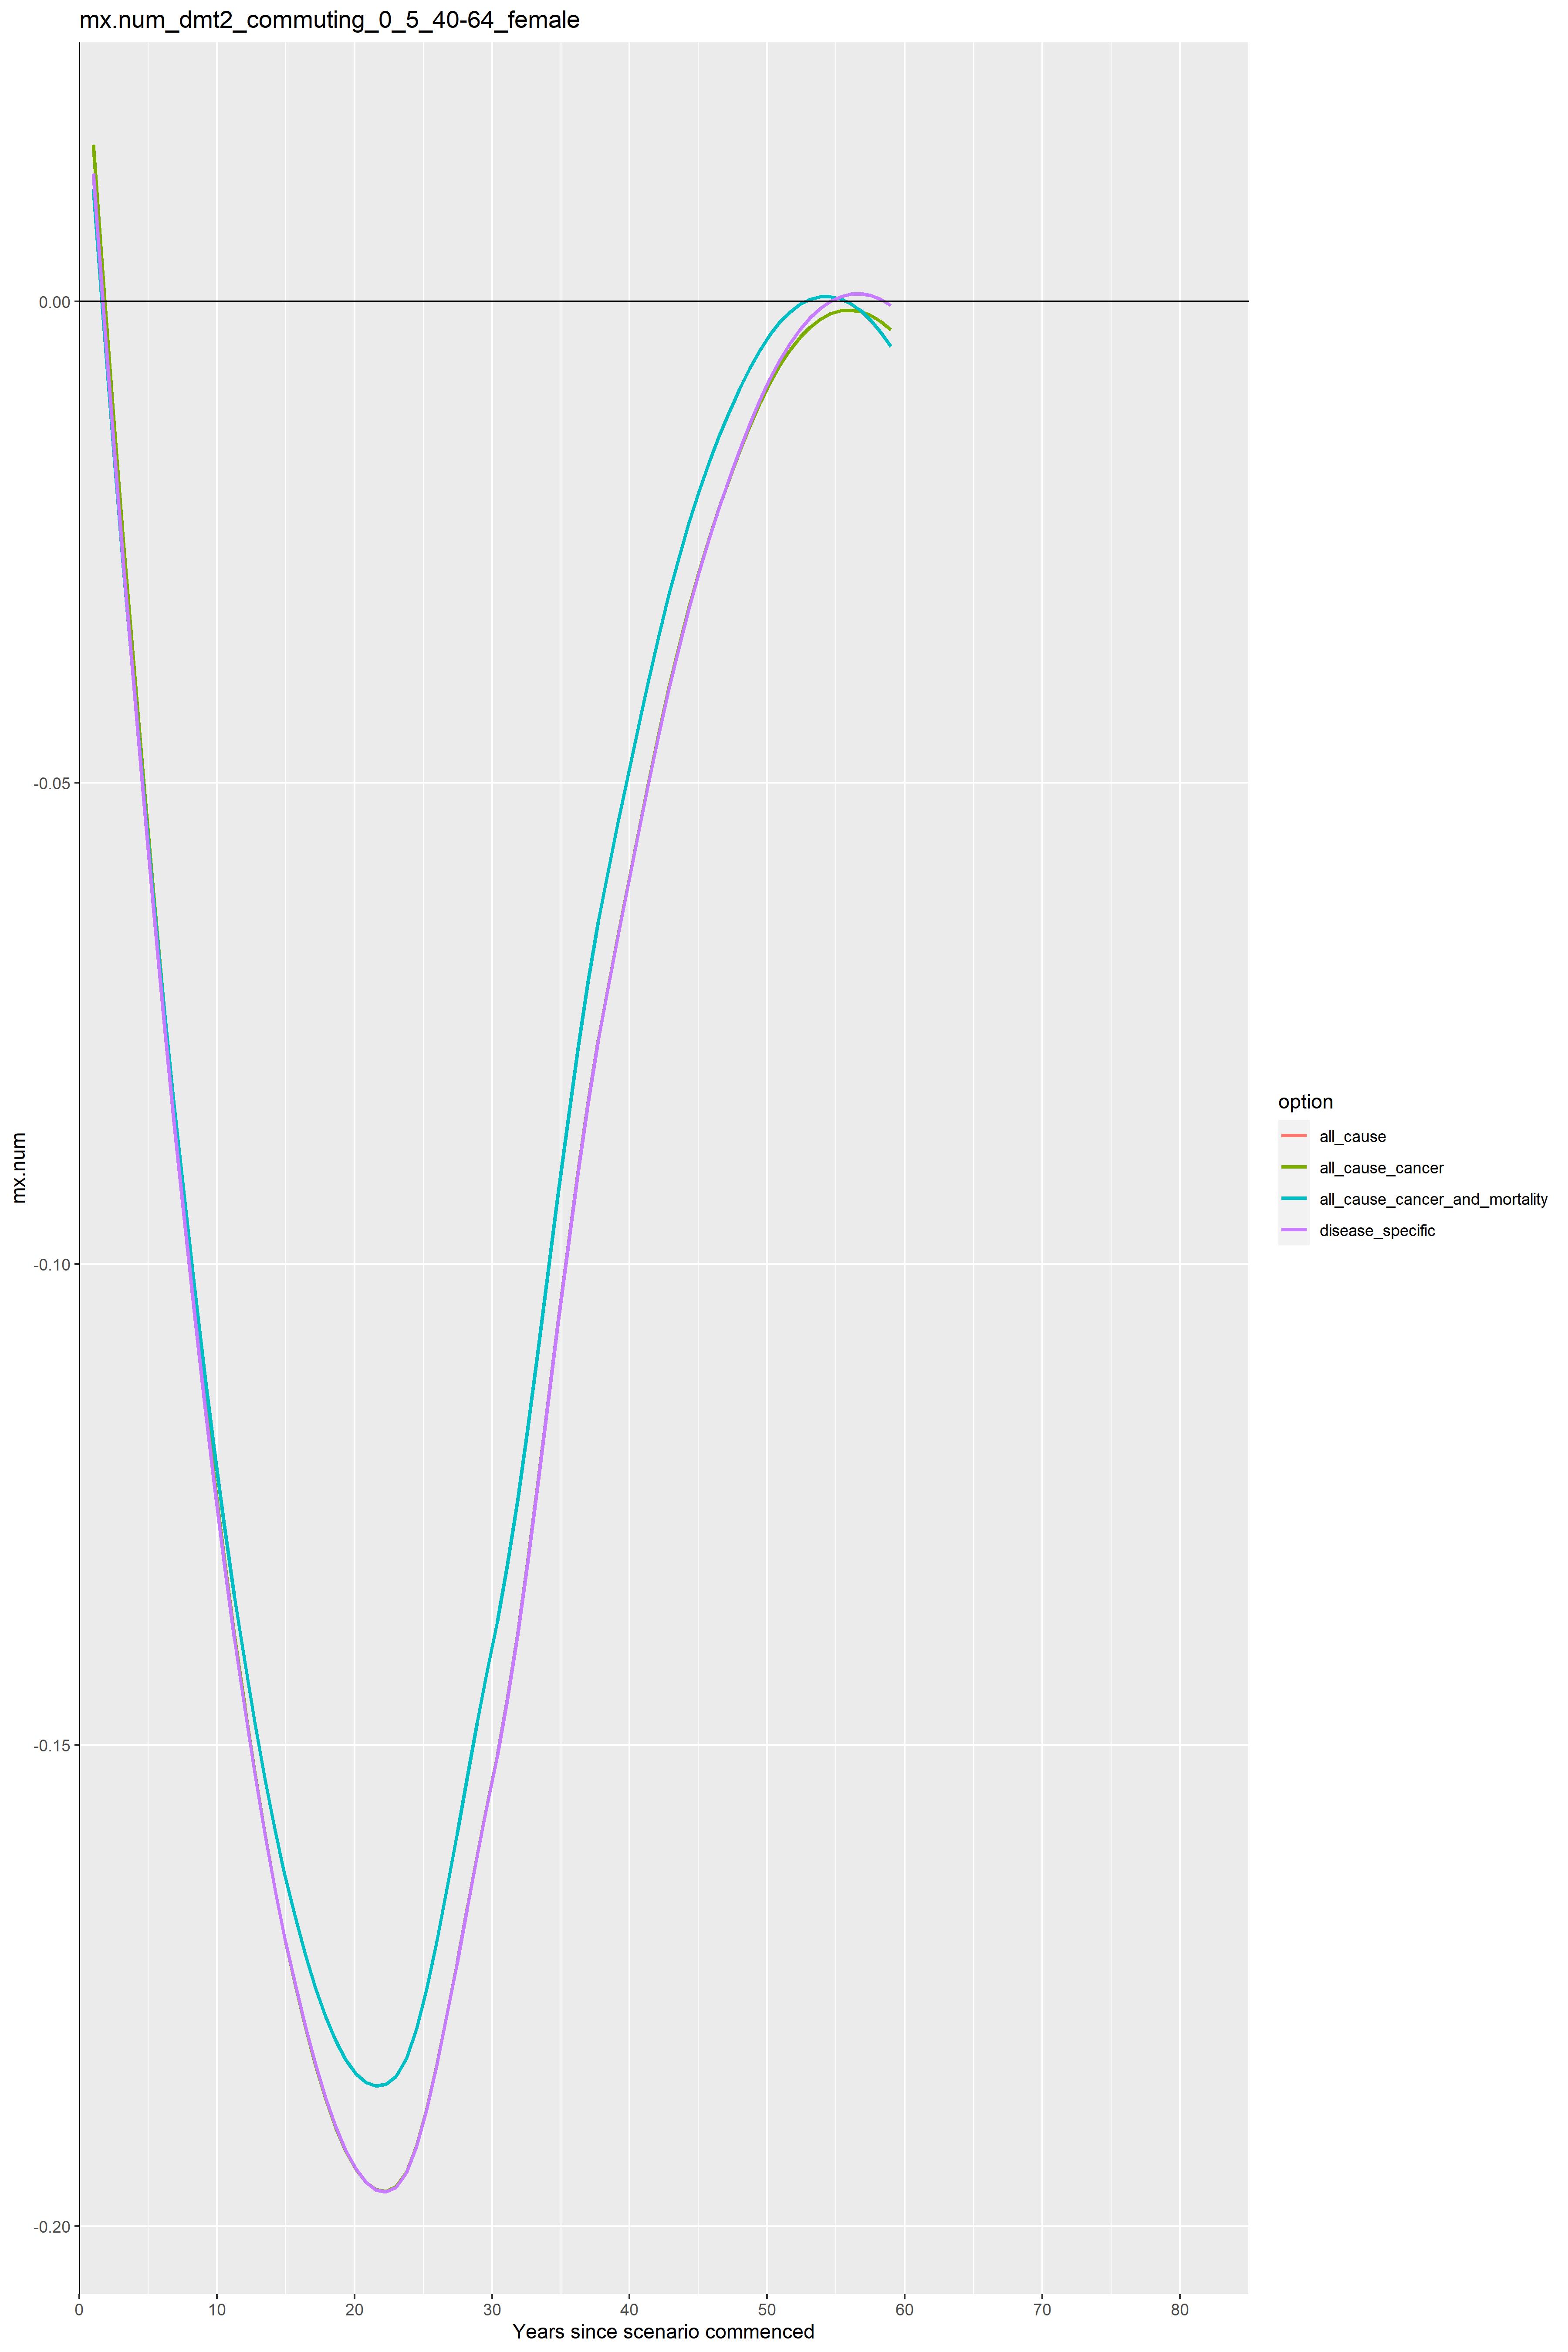 mx.num_dmt2_commuting_0_5_40-64_female
0.00
-0.05
-0.10
-0.15
-0.20
mx.num
0 10 20 30 40 50 60 70 80
Years since scenario commenced
option
all_cause
all_cause_cancer
all_cause_cancer_and_mortality
disease_specific